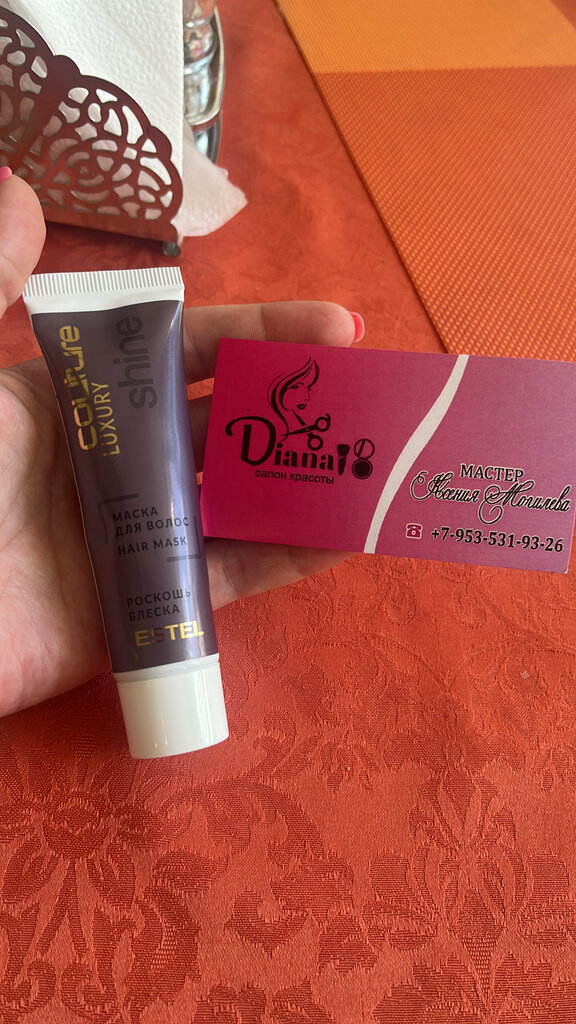 couture
LUXURY
shine
МАСКА
ДЛЯ ВОЛОС
HAIR MASK
РОСКОШЬ
БЛЕСКА
ESTEL
Diana
салон красоты
МАСТЕР
Ксения Могилева
+7-953-531-93-26